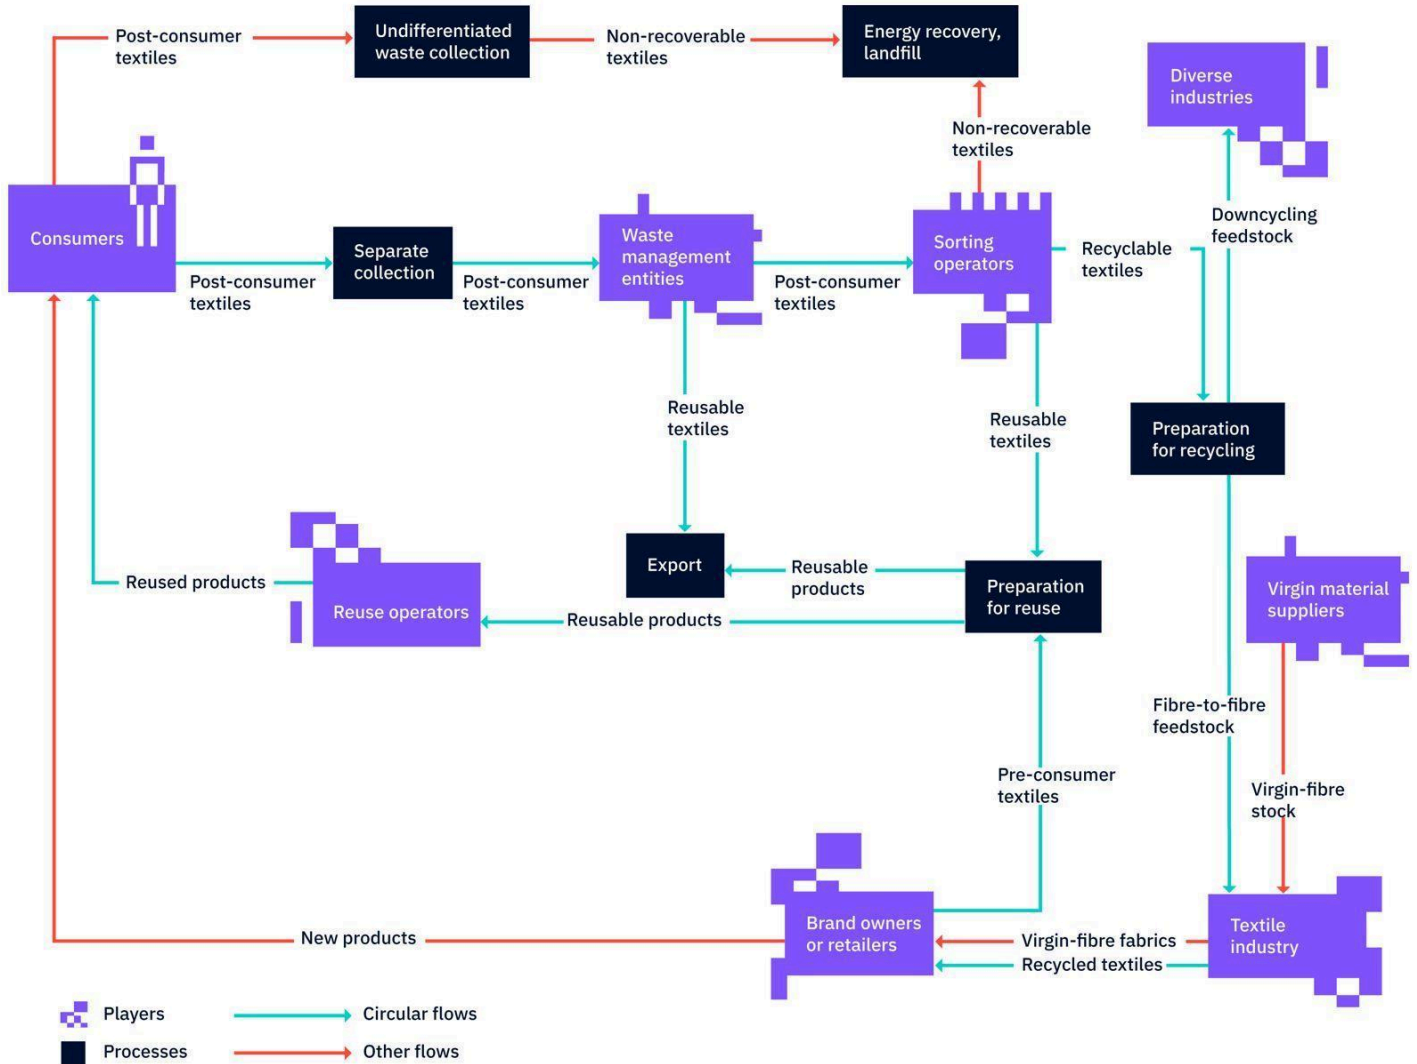 Post-consumer
textiles
Undifferentiated
waste collection
Non-recoverable
textiles
Energy recovery,
landfill
Diverse
industries
Non-recoverable
textiles
Consumers
Separate
collection
Waste
management
entities
Sorting
operators
Downcycling
feedstock
Recyclable
textiles
Post-consumer
textiles
Post-consumer
textiles
Post-consumer
textiles
Reusable
textiles
Reusable
textiles
Preparation
for recycling
Export
Reusable
products
Preparation
for reuse
Reused products
Reuse operators
Reusable products
Virgin material
suppliers
Fibre-to-fibre
feedstock
Pre-consumer
textiles
Virgin-fibre
stock
New products
Brand owners
or retailers
Virgin-fibre fabrics
Recycled textiles
Textile
industry
Players
Circular flows
Processes
Other flows